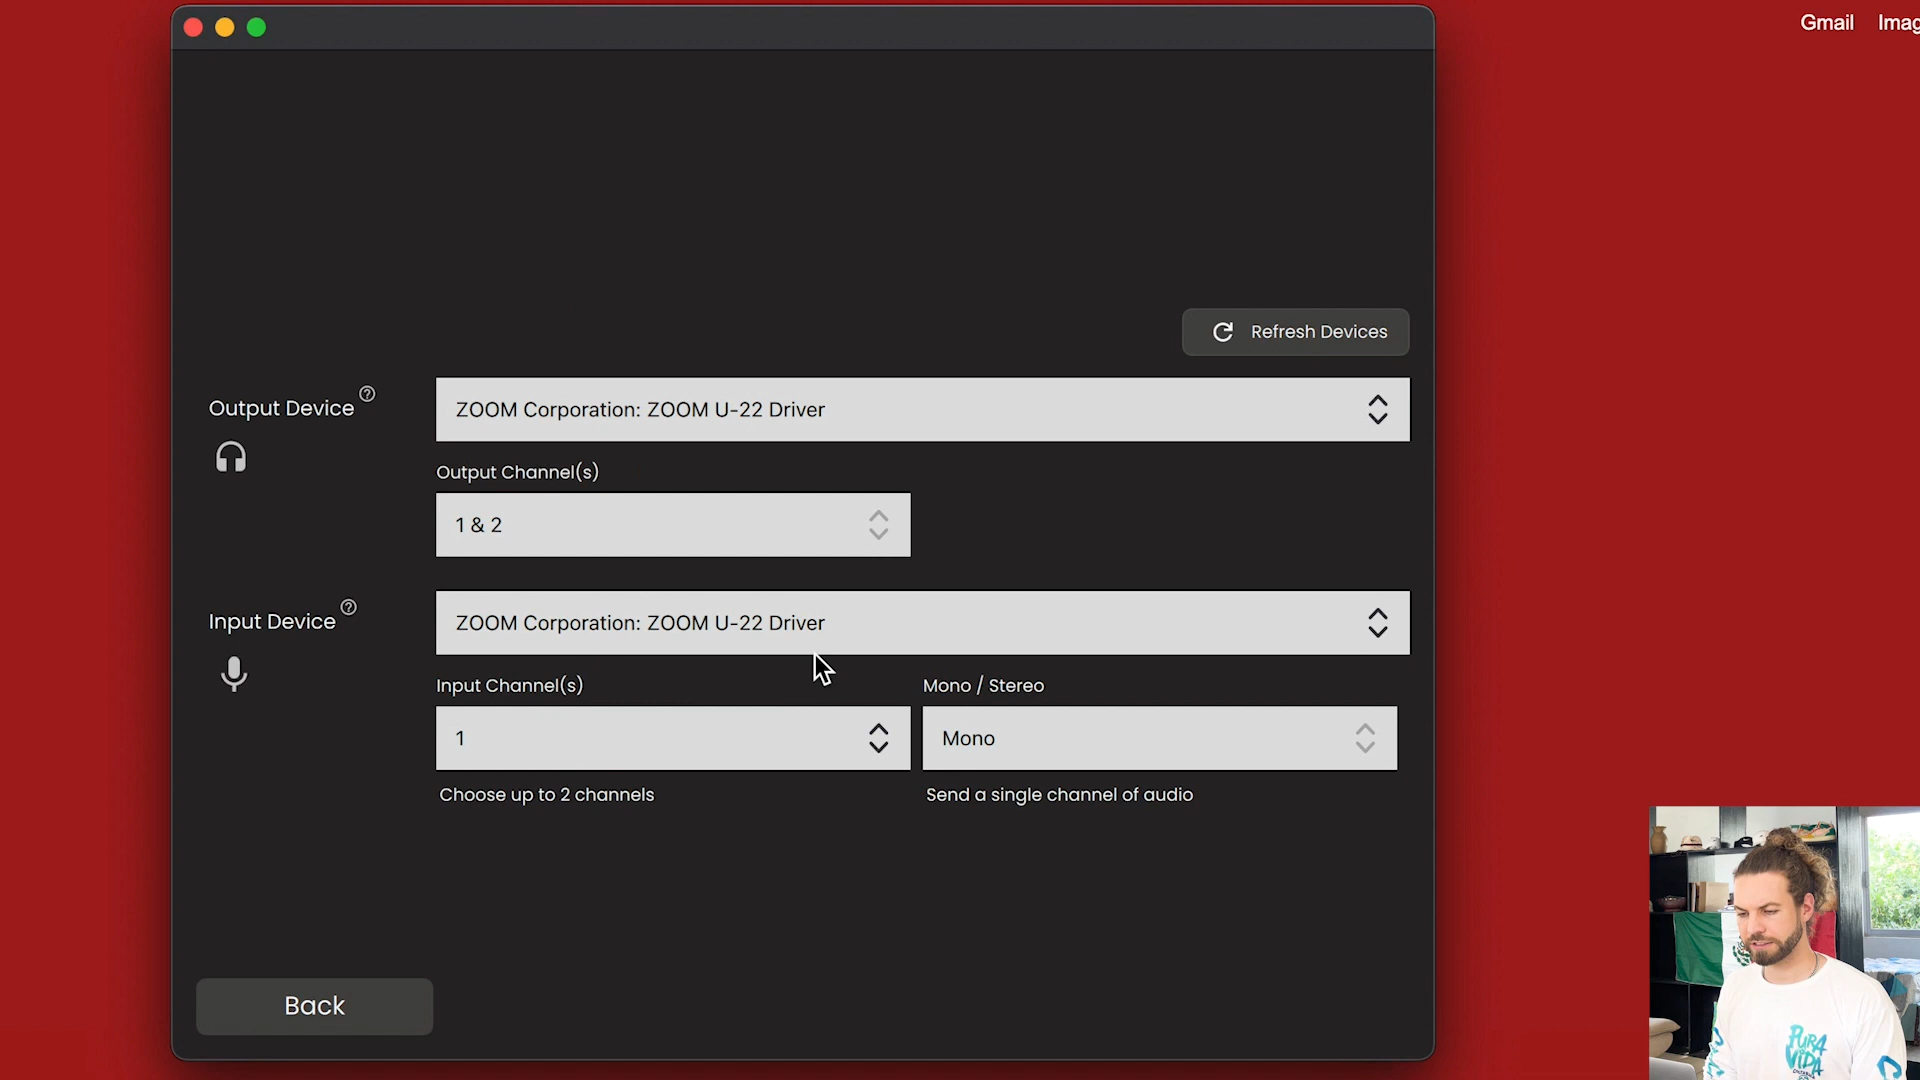 Gmail
Refresh Devices
Output Device
ZOOM Corporation: ZOOM U-22 Driver
Output Channel(s)
1 & 2
Input Device
ZOOM Corporation: ZOOM U-22 Driver
Input Channel(s)
Mono / Stereo
1
Mono
Choose up to 2 channels
Send a single channel of audio
Back
PURA
VIDA